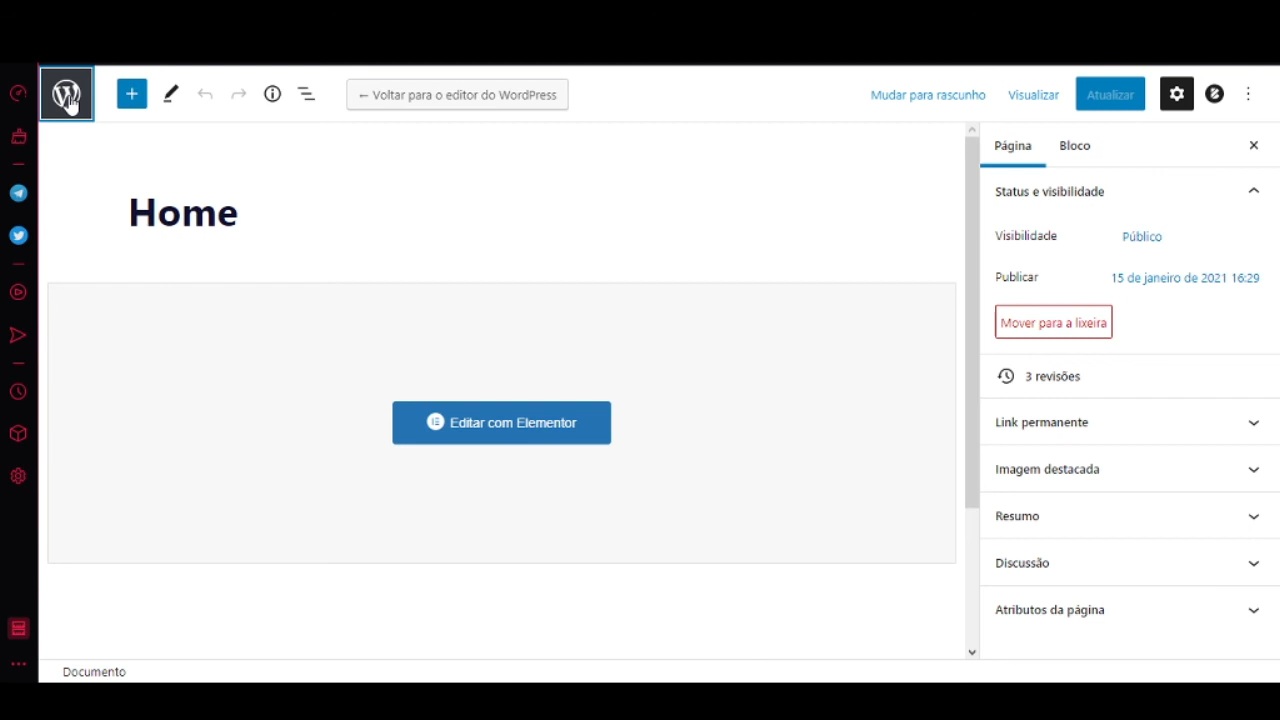 ← Voltar para o editor do WordPress
Mudar para rascunho
Visualizar
Atualizar
Página
Bloco
Home
Status e visibilidade
Visibilidade
Público
Publicar
15 de janeiro de 2021 16:29
Mover para a lixeira
3 revisões
Editar com Elementor
Link permanente
Imagem destacada
Resumo
Discussão
Atributos da página
Documento